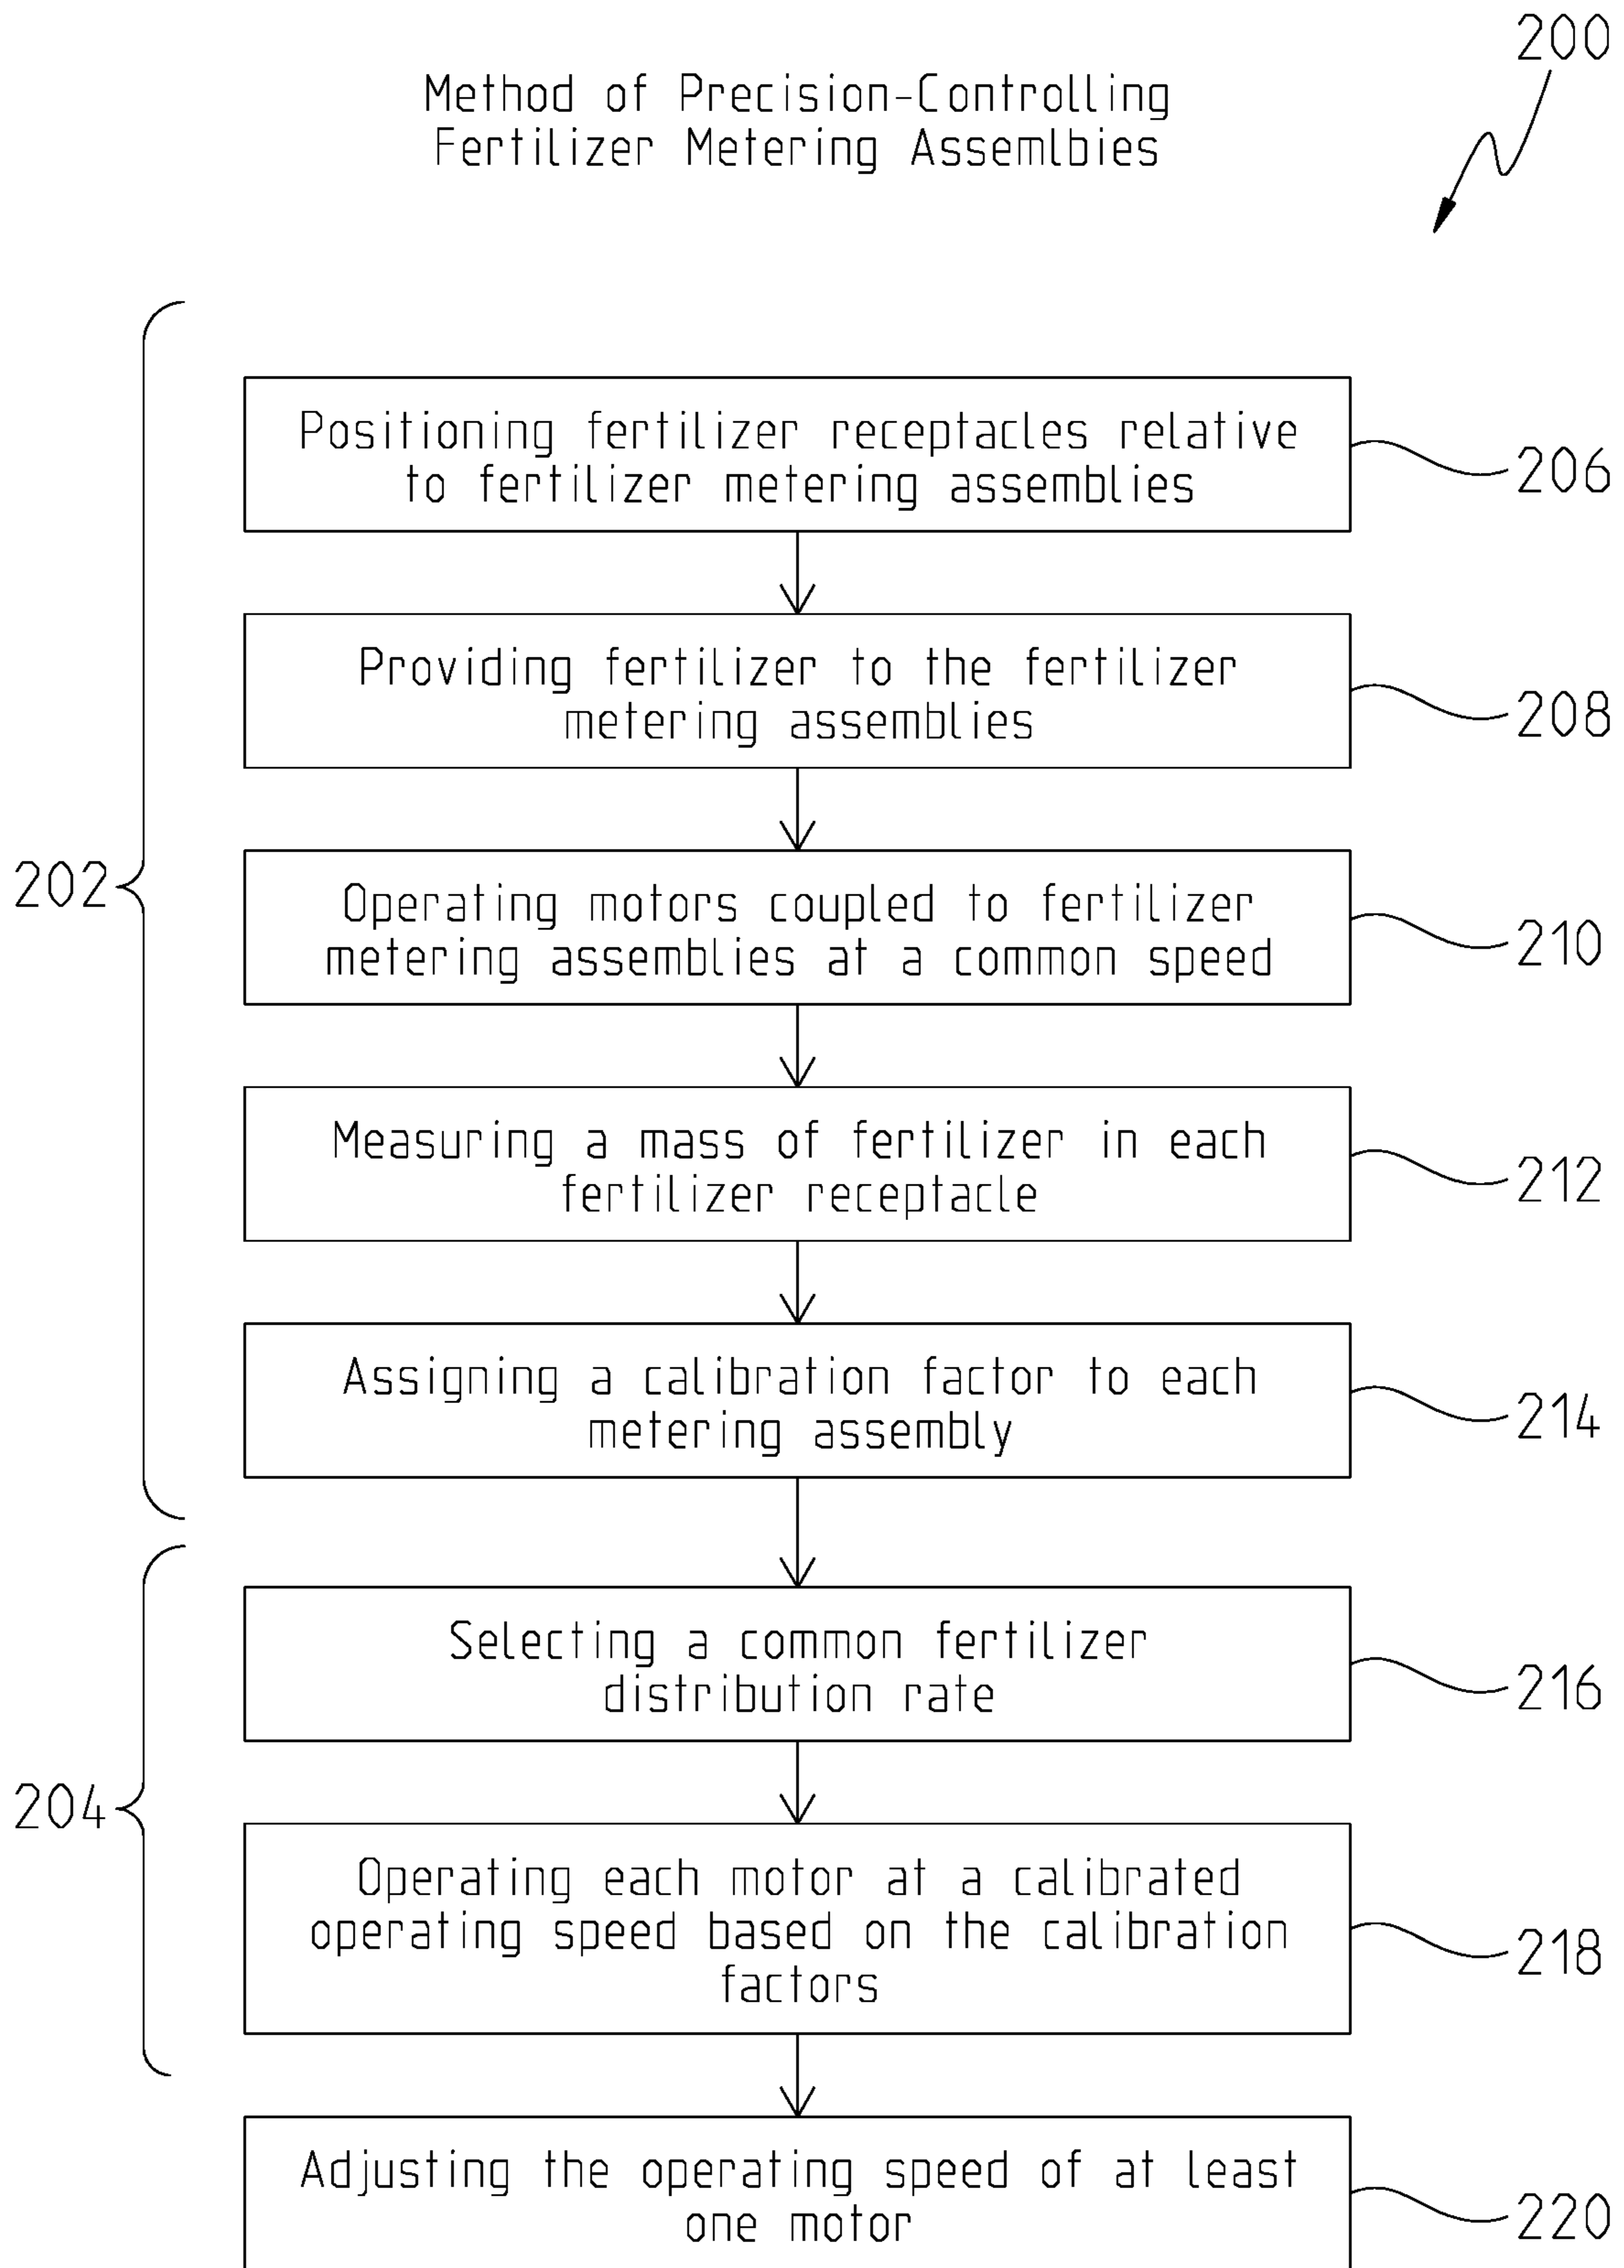 200
Method of Precision-Controlling
Fertilizer Metering Assemlbies
Positioning fertilizer receptacles relative
to fertilizer metering assemblies
206
Providing fertilizer to the fertilizer
metering assemblies
208
202
Operating motors coupled to fertilizer
metering assemblies at a common speed
210
Measuring a mass of fertilizer in each
fertilizer receptacle
212
Assigning a calibration factor to each
metering assembly
214
Selecting a common fertilizer
distribution rate
216
204
Operating each motor at a calibrated
operating speed based on the calibration
factors
218
Adjusting the operating speed of at least
one motor
220